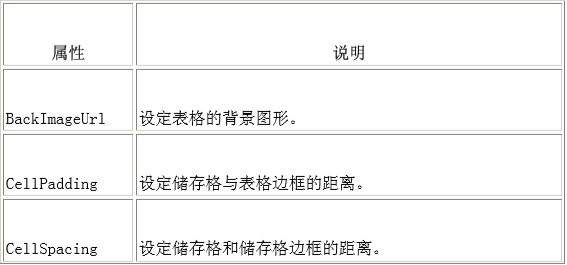 属性 说明
BackImageUrl 设定表格的背景图形。
CellPadding 设定储存格与表格边框的距离。
CellSpacing 设定储存格和储存格边框的距离。